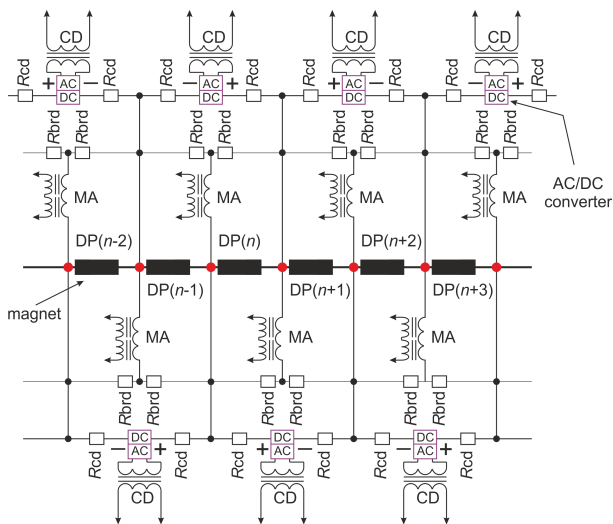 CD CD CD CD
Rcd + AC − Rcd Rcd − AC + Rcd Rcd + AC − Rcd Rcd − AC + Rcd
DC DC DC DC
Rbrd Rbrd Rbrd Rbrd Rbrd Rbrd Rbrd Rbrd
AC/DC
converter
MA MA MA MA
DP(n-2) DP(n) DP(n+2)
magnet
DP(n-1) DP(n+1) DP(n+3)
MA MA MA
Rbrd Rbrd Rbrd Rbrd Rbrd Rbrd
DC DC DC
Rcd − AC + Rcd Rcd + AC − Rcd Rcd − AC + Rcd
CD CD CD